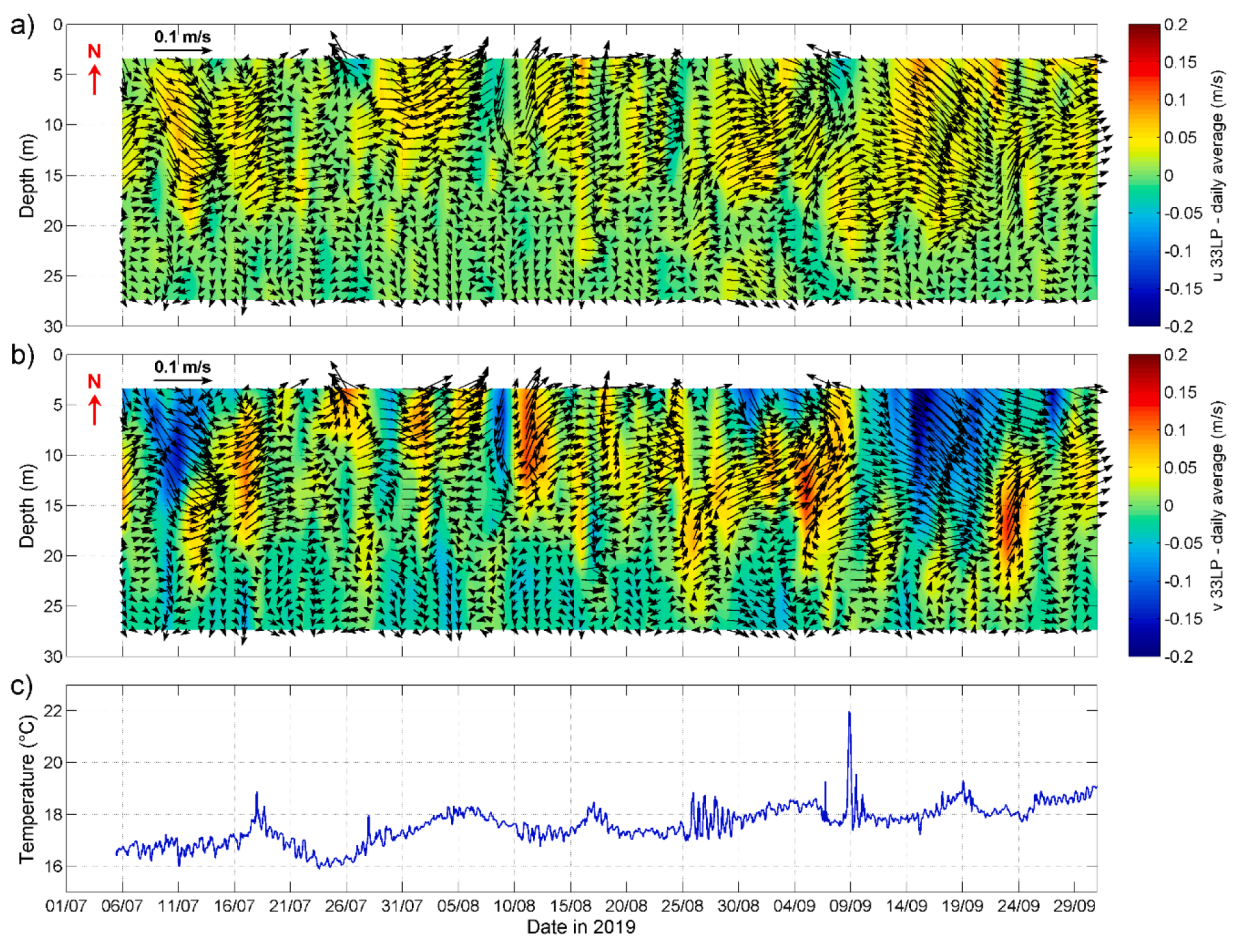 a)
0
5
10
15
20
25
30
Depth (m)
N
0.1 m/s
0.2
0.15
0.1
0.05
0
-0.05
-0.1
-0.15
-0.2
u 33LP - daily average (m/s)
b)
0
5
10
15
20
25
30
Depth (m)
N
0.1 m/s
0.2
0.15
0.1
0.05
0
-0.05
-0.1
-0.15
-0.2
v 33LP - daily average (m/s)
c)
22
20
18
16
Temperature (°C)
01/07 06/07 11/07 16/07 21/07 26/07 31/07 05/08 10/08 15/08 20/08 25/08 30/08 04/09 09/09 14/09 19/09 24/09 29/09
Date in 2019